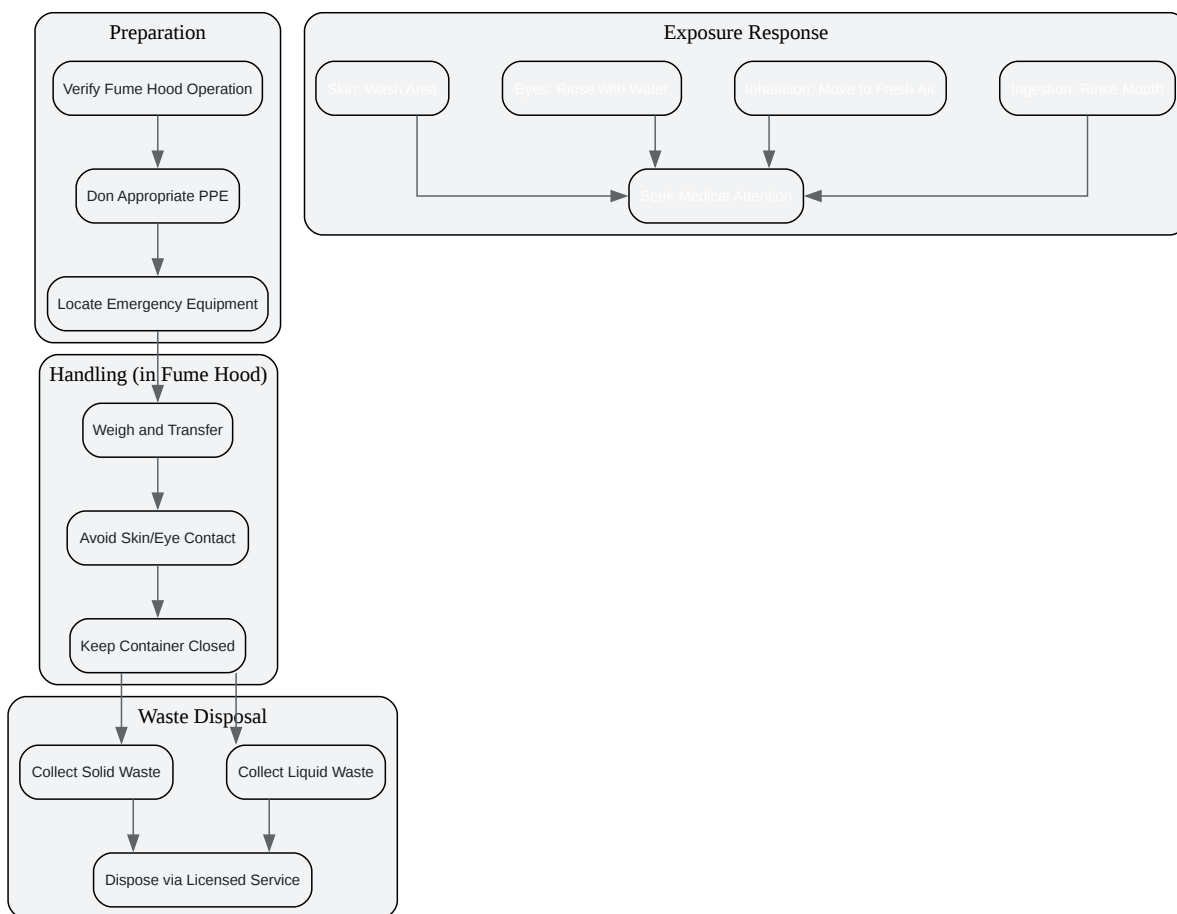 Preparation
Verify Fume Hood Operation
Don Appropriate PPE
Locate Emergency Equipment
Handling (in Fume Hood)
Weigh and Transfer
Avoid Skin/Eye Contact
Keep Container Closed
Waste Disposal
Collect Solid Waste
Collect Liquid Waste
Dispose via Licensed Service
Exposure Response
Skin: Wash Area
Eyes: Rinse with Water
Inhalation: Move to Fresh Air
Ingestion: Rinse Mouth
Seek Medical Attention